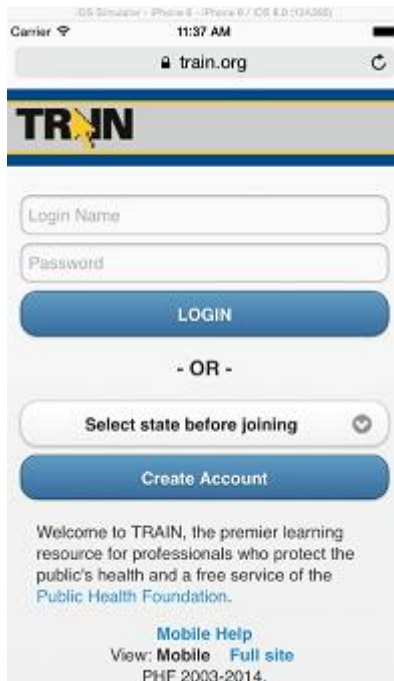 iOS Simulator - iPhone 6 - iPhone 6 / iOS 8.0 (12A365)
Carrier 11:37 AM
train.org
TRAIN
Login Name
Password
LOGIN
- OR -
Select state before joining
Create Account
Welcome to TRAIN, the premier learning
resource for professionals who protect the
public's health and a free service of the
Public Health Foundation.
Mobile Help
View: Mobile Full site
PHF 2003-2014.